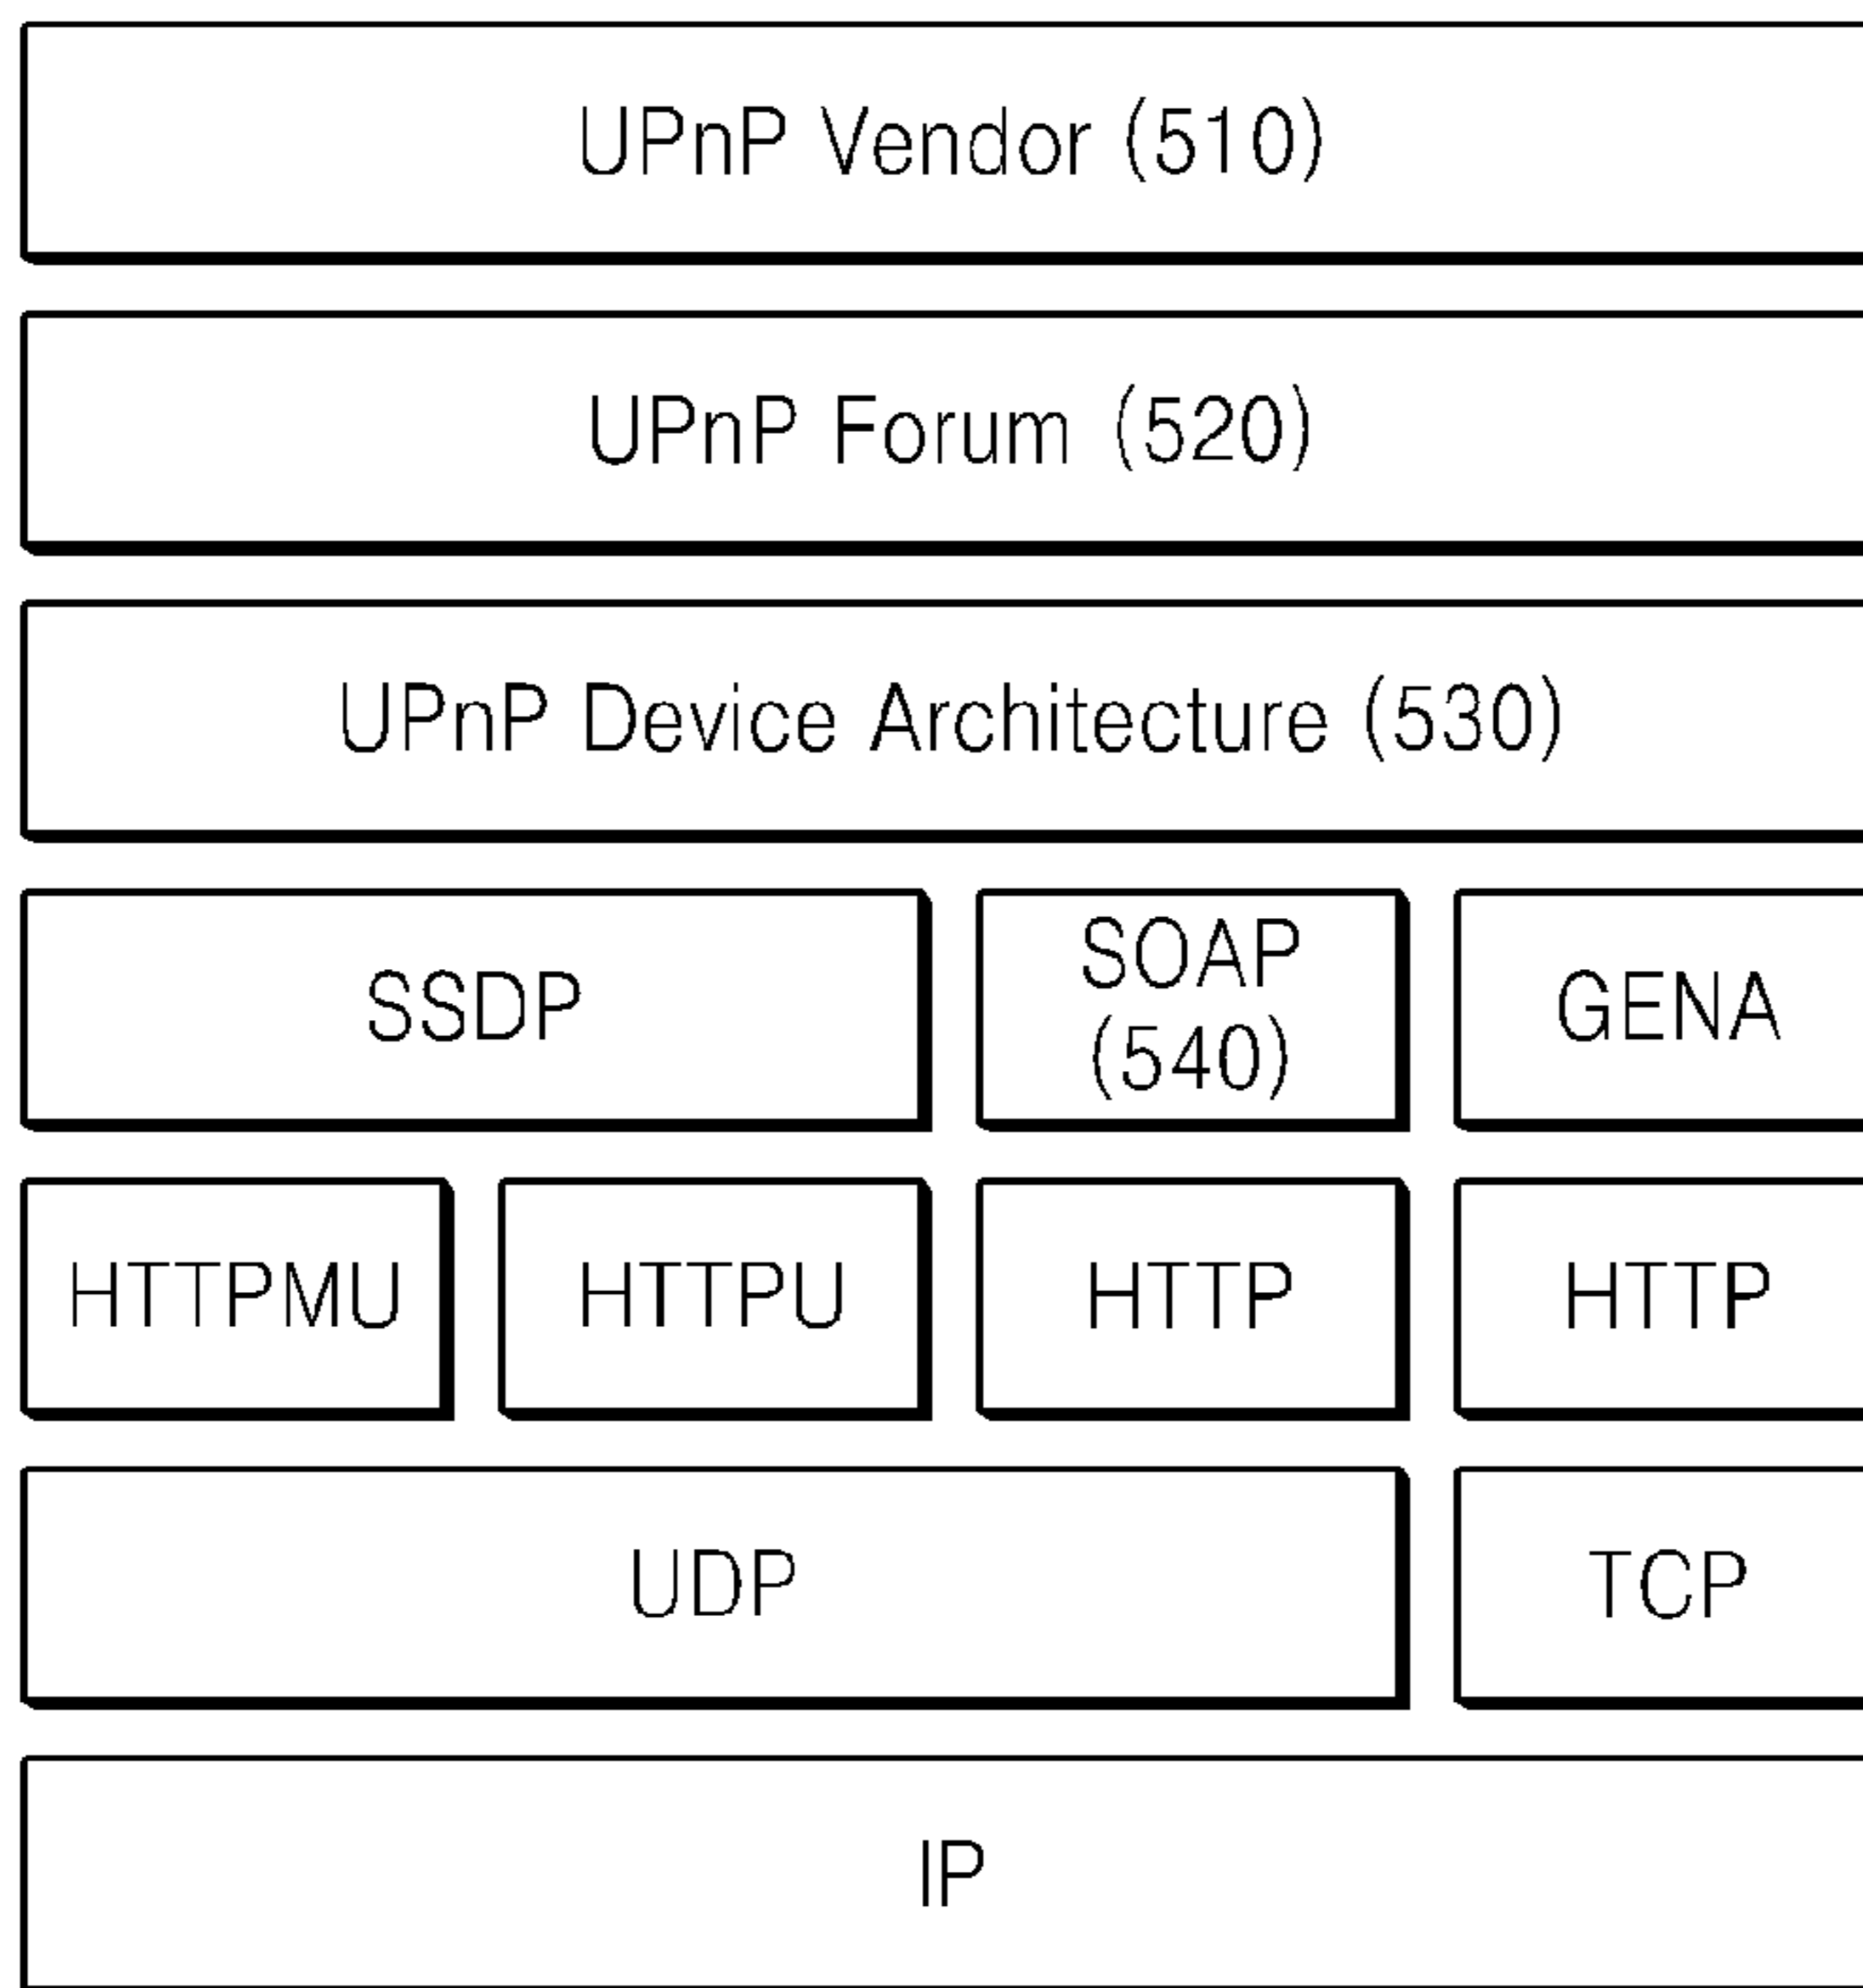 UPnP Vendor (510)
UPnP Forum (520)
UPnP Device Architecture (530)
SSDP
SOAP
(540)
GENA
HTTPMU
HTTPU
HTTP
HTTP
UDP
TCP
IP